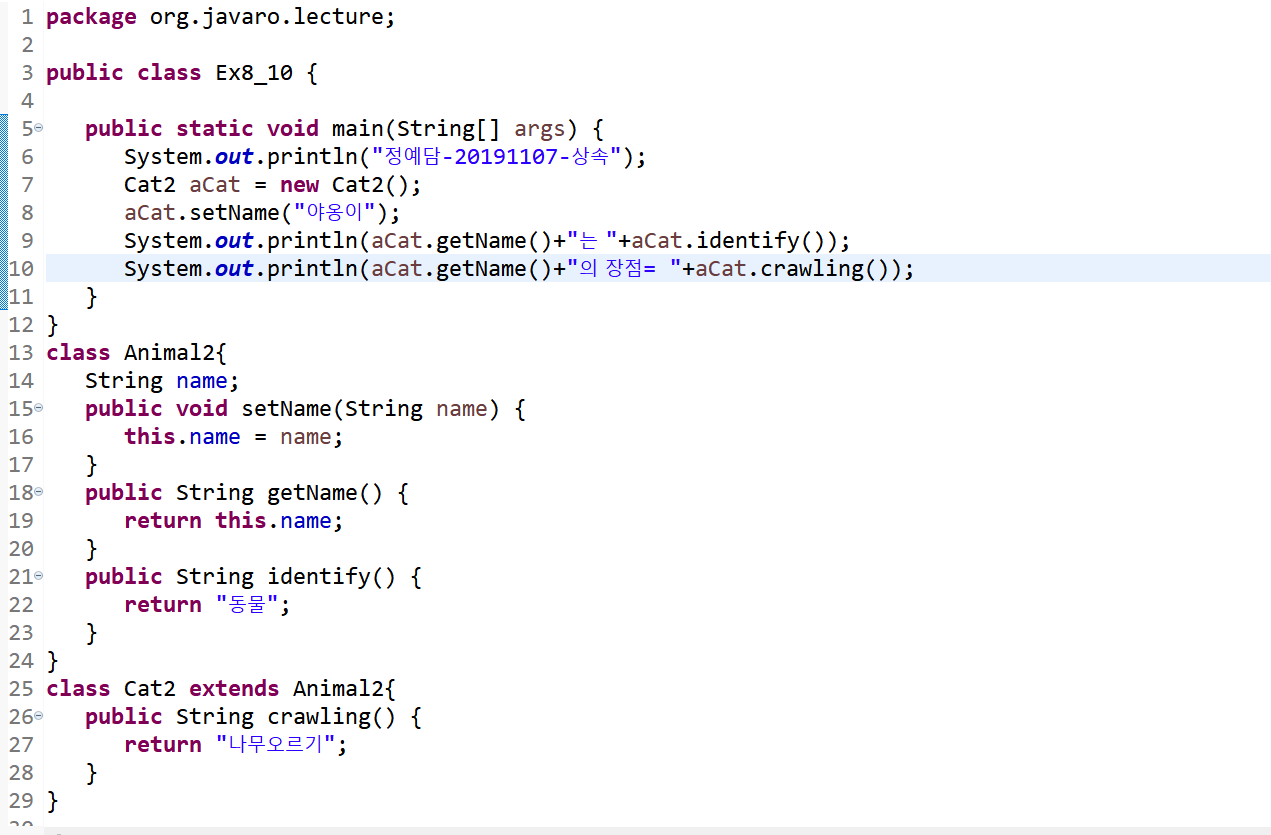 1 package org.javaro.lecture;
2
3 public class Ex8_10 {
4
5 public static void main(String[] args) {
6 System.out.println("정예담-20191107-상속");
7 Cat2 aCat = new Cat2();
8 aCat.setName("야옹이");
9 System.out.println(aCat.getName()+"는 "+aCat.identify());
10 System.out.println(aCat.getName()+"의 장점= "+aCat.crawling());
11 }
12 }
13 class Animal2{
14 String name;
15 public void setName(String name) {
16 this.name = name;
17 }
18 public String getName() {
19 return this.name;
20 }
21 public String identify() {
22 return "동물";
23 }
24 }
25 class Cat2 extends Animal2{
26 public String crawling() {
27 return "나무오르기";
28 }
29 }